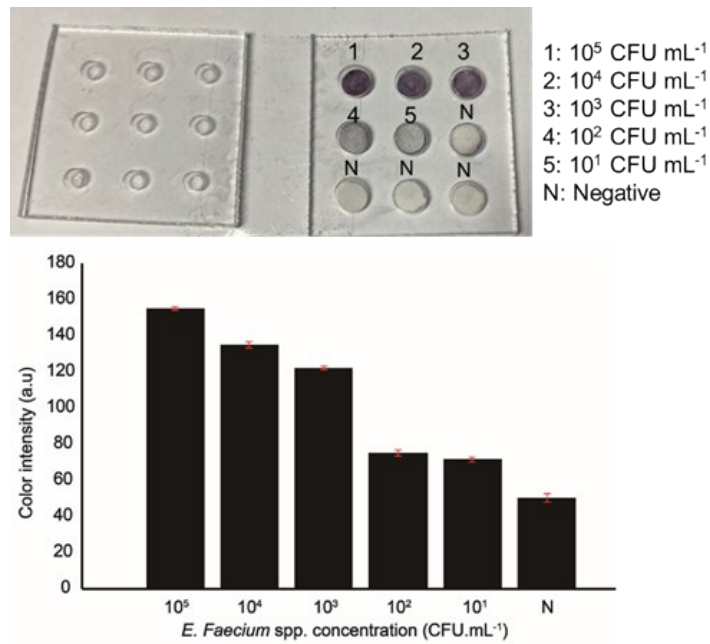 1 2 3
4 5 N
N N N
1: 10⁵ CFU mL⁻¹
2: 10⁴ CFU mL⁻¹
3: 10³ CFU mL⁻¹
4: 10² CFU mL⁻¹
5: 10¹ CFU mL⁻¹
N: Negative
Color intensity (a.u)
180
160
140
120
100
80
60
40
20
0
10⁵ 10⁴ 10³ 10² 10¹ N
E. Faecium spp. concentration (CFU.mL⁻¹)